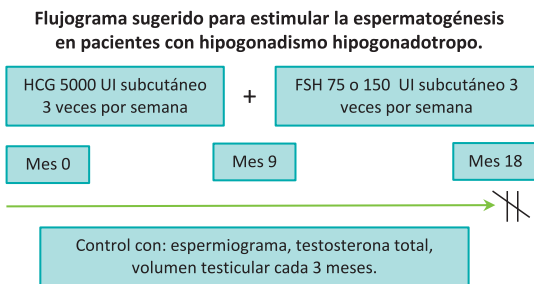 Flujograma sugerido para estimular la espermatogénesis
en pacientes con hipogonadismo hipogonadotropo.
HCG 5000 UI subcutáneo
3 veces por semana
+
FSH 75 o 150 UI subcutáneo 3
veces por semana
Mes 0
Mes 9
Mes 18
Control con: espermiograma, testosterona total,
volumen testicular cada 3 meses.